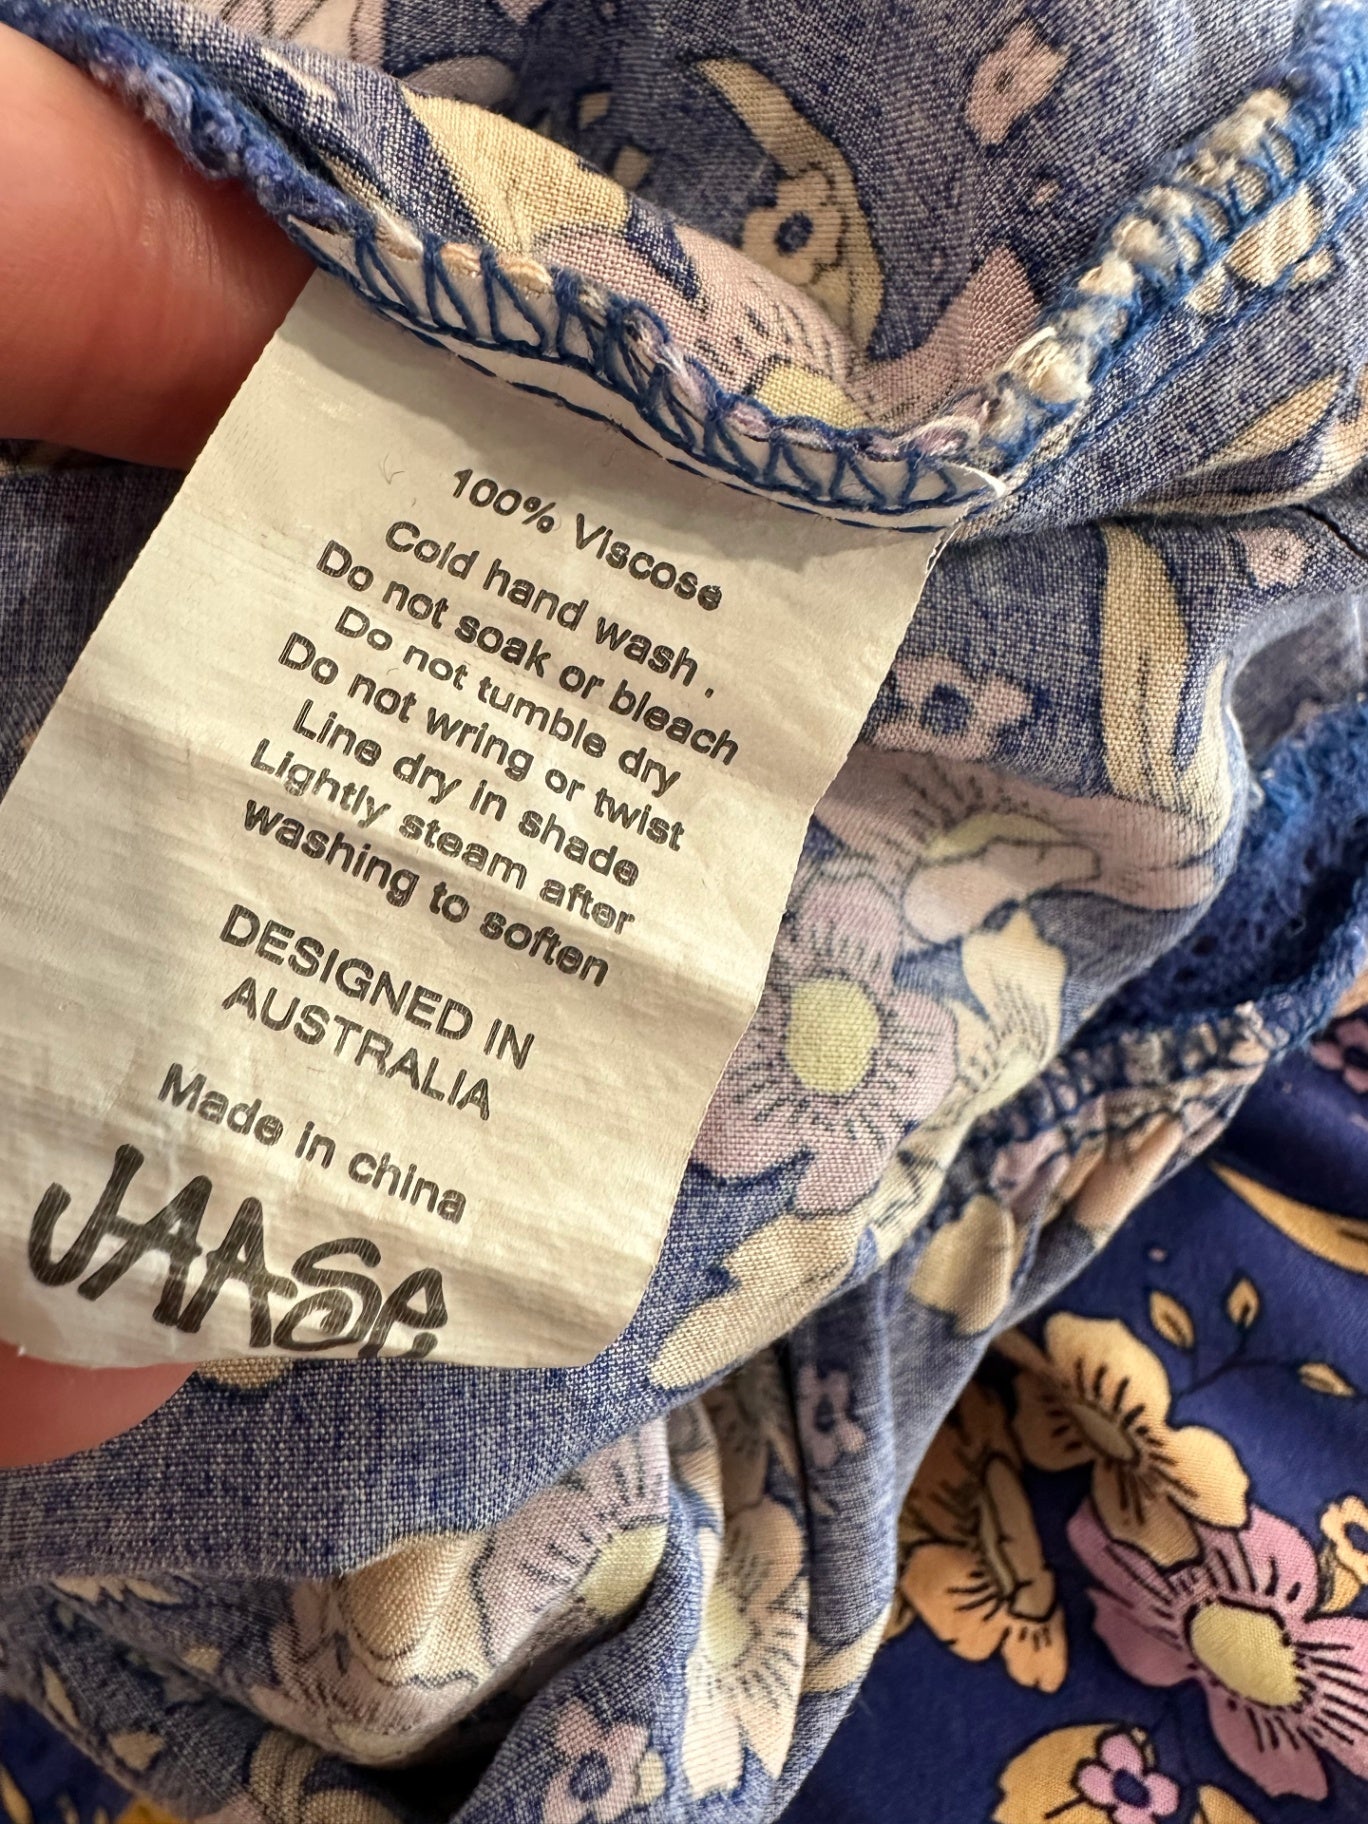 100% Viscose
Cold hand wash .
Do not soak or bleach
Do not tumble dry
Do not wring or twist
Line dry in shade
Lightly steam after
washing to soften
DESIGNED IN
AUSTRALIA
Made in china
JAASe